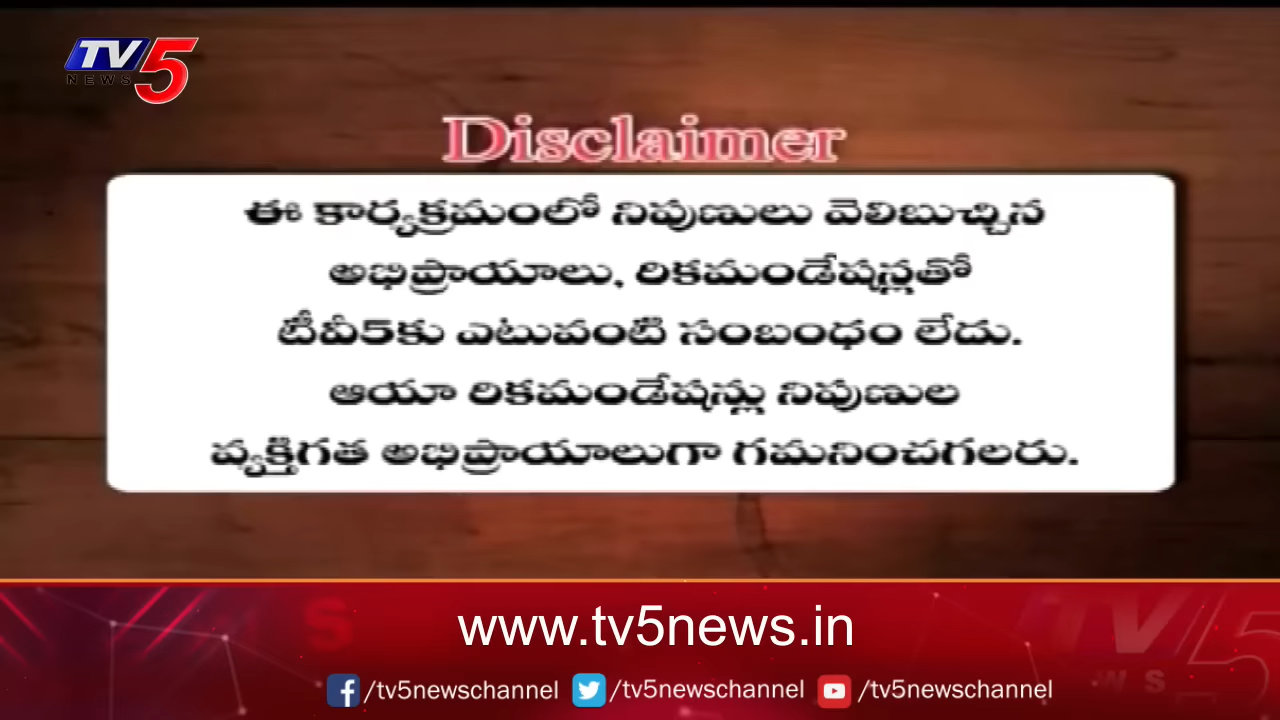 TV5
NEWS
Disclaimer
ఈ కార్యక్రమంలో నిపుణులు వెలిబుచ్చిన
అభిప్రాయాలు, రికమండేషన్లతో
టీవీ5కు ఎటువంటి సంబంధం లేదు.
ఆయా రికమండేషన్లు నిపుణుల
వ్యక్తిగత అభిప్రాయాలుగా గమనించగలరు.
www.tv5news.in
/tv5newschannel /tv5newschannel /tv5newschannel